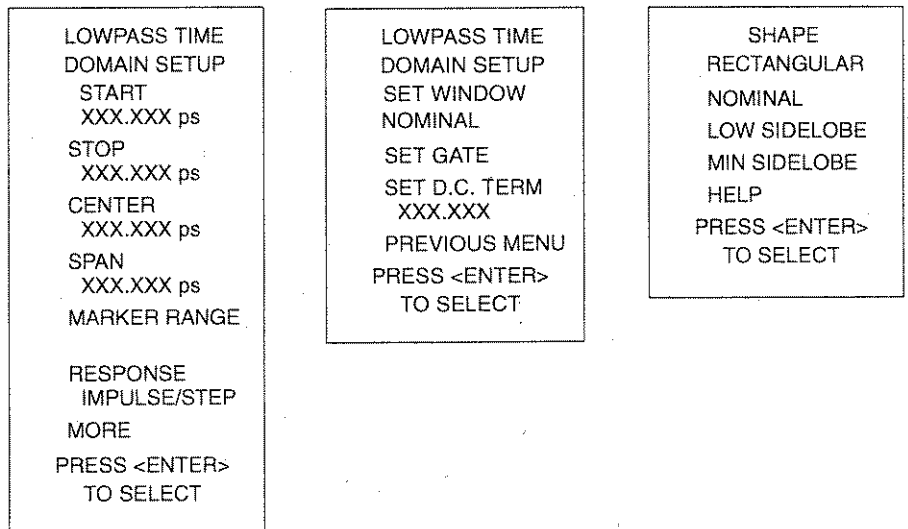 LOWPASS TIME
DOMAIN SETUP
START
XXX.XXX ps
STOP
XXX.XXX ps
CENTER
XXX.XXX ps
SPAN
XXX.XXX ps
MARKER RANGE
RESPONSE
IMPULSE/STEP
MORE
PRESS <ENTER>
TO SELECT
LOWPASS TIME
DOMAIN SETUP
SET WINDOW
NOMINAL
SET GATE
SET D.C. TERM
XXX.XXX
PREVIOUS MENU
PRESS <ENTER>
TO SELECT
SHAPE
RECTANGULAR
NOMINAL
LOW SIDELOBE
MIN SIDELOBE
HELP
PRESS <ENTER>
TO SELECT